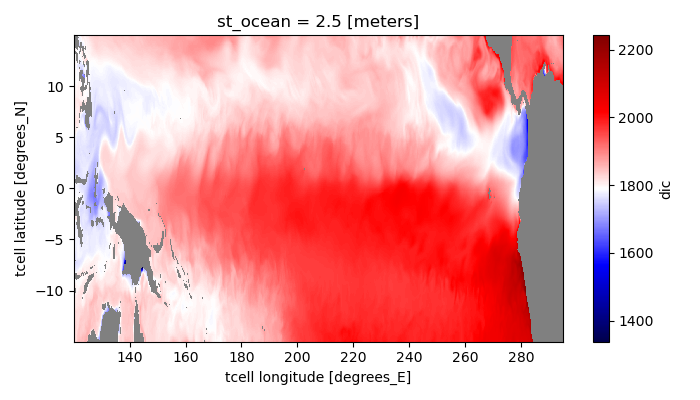 st_ocean = 2.5 [meters]
tcell latitude [degrees_N]
10
5
0
−5
−10
140 160 180 200 220 240 260 280
tcell longitude [degrees_E]
2200
2000
1800
1600
1400
dic